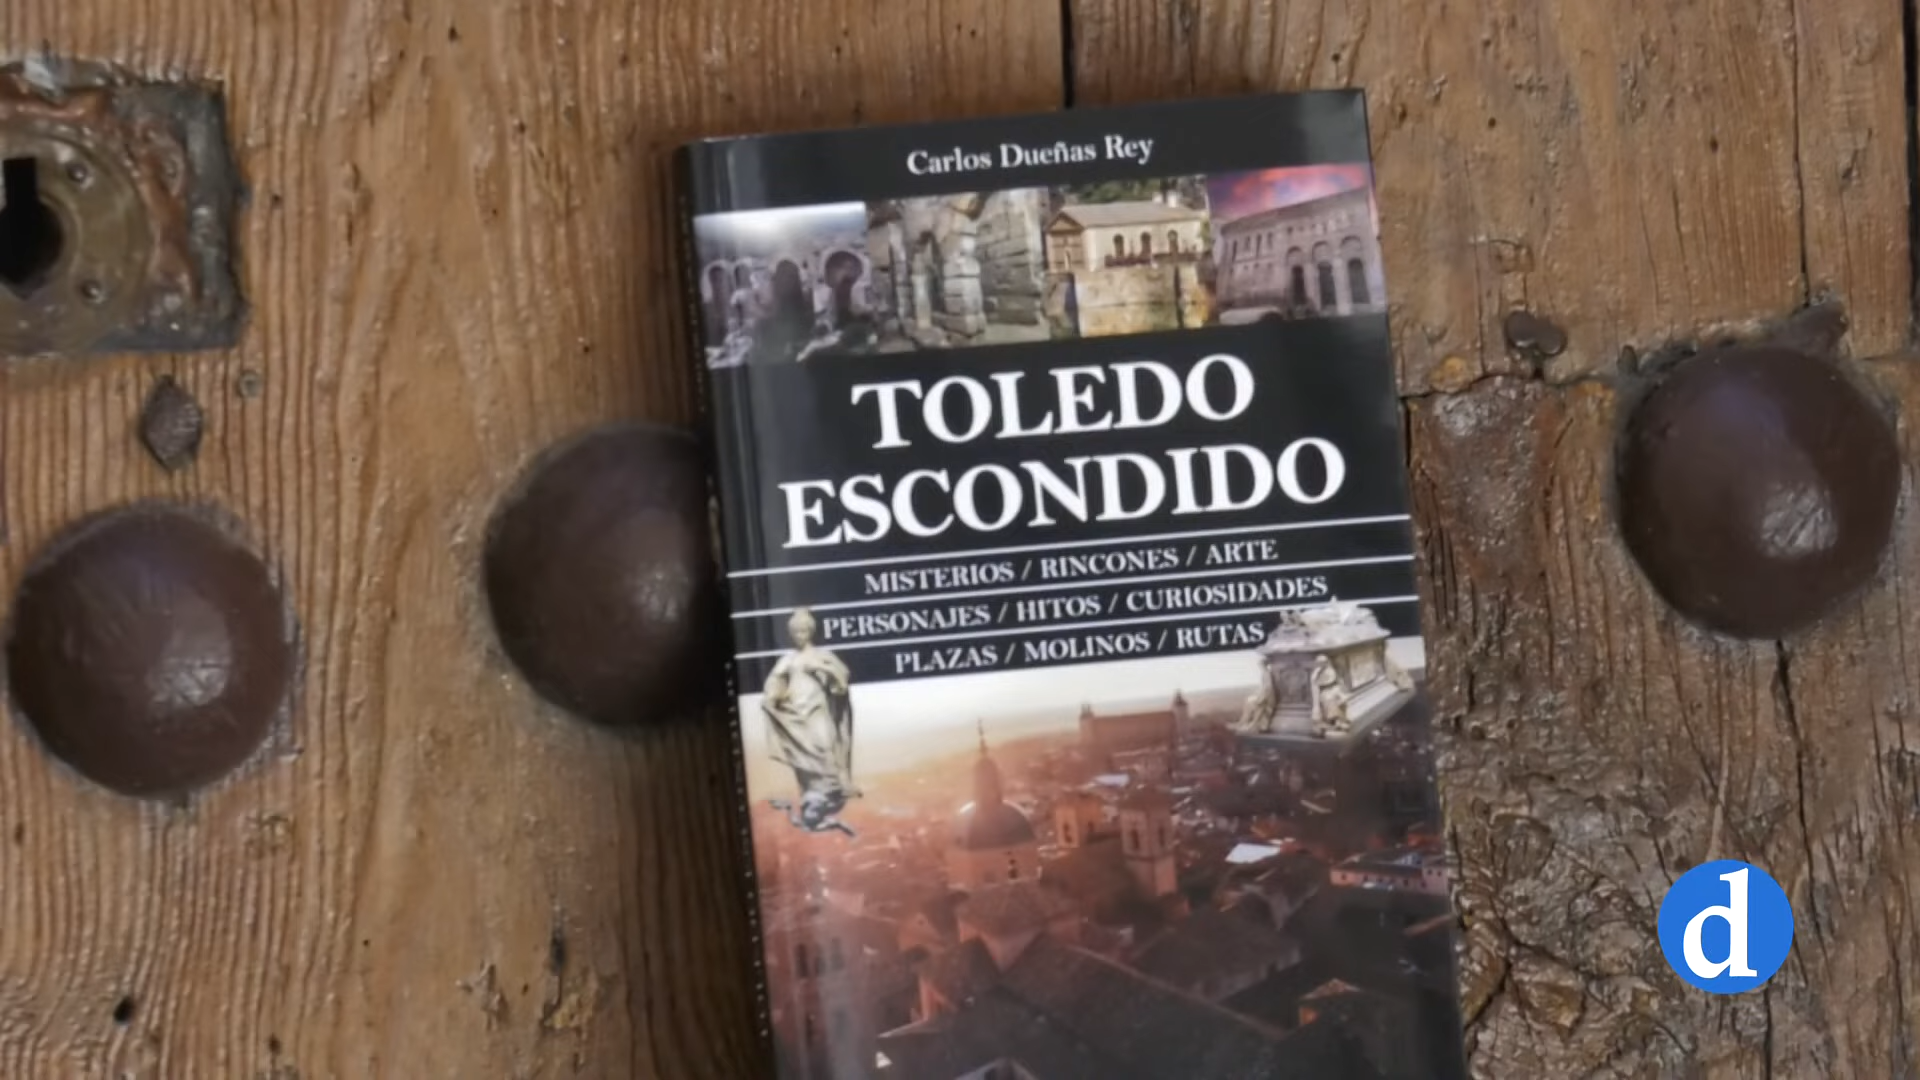 Carlos Dueñas Rey
TOLEDO
ESCONDIDO
MISTERIOS / RINCONES / ARTE
PERSONAJES / HITOS / CURIOSIDADES
PLAZAS / MOLINOS / RUTAS
d